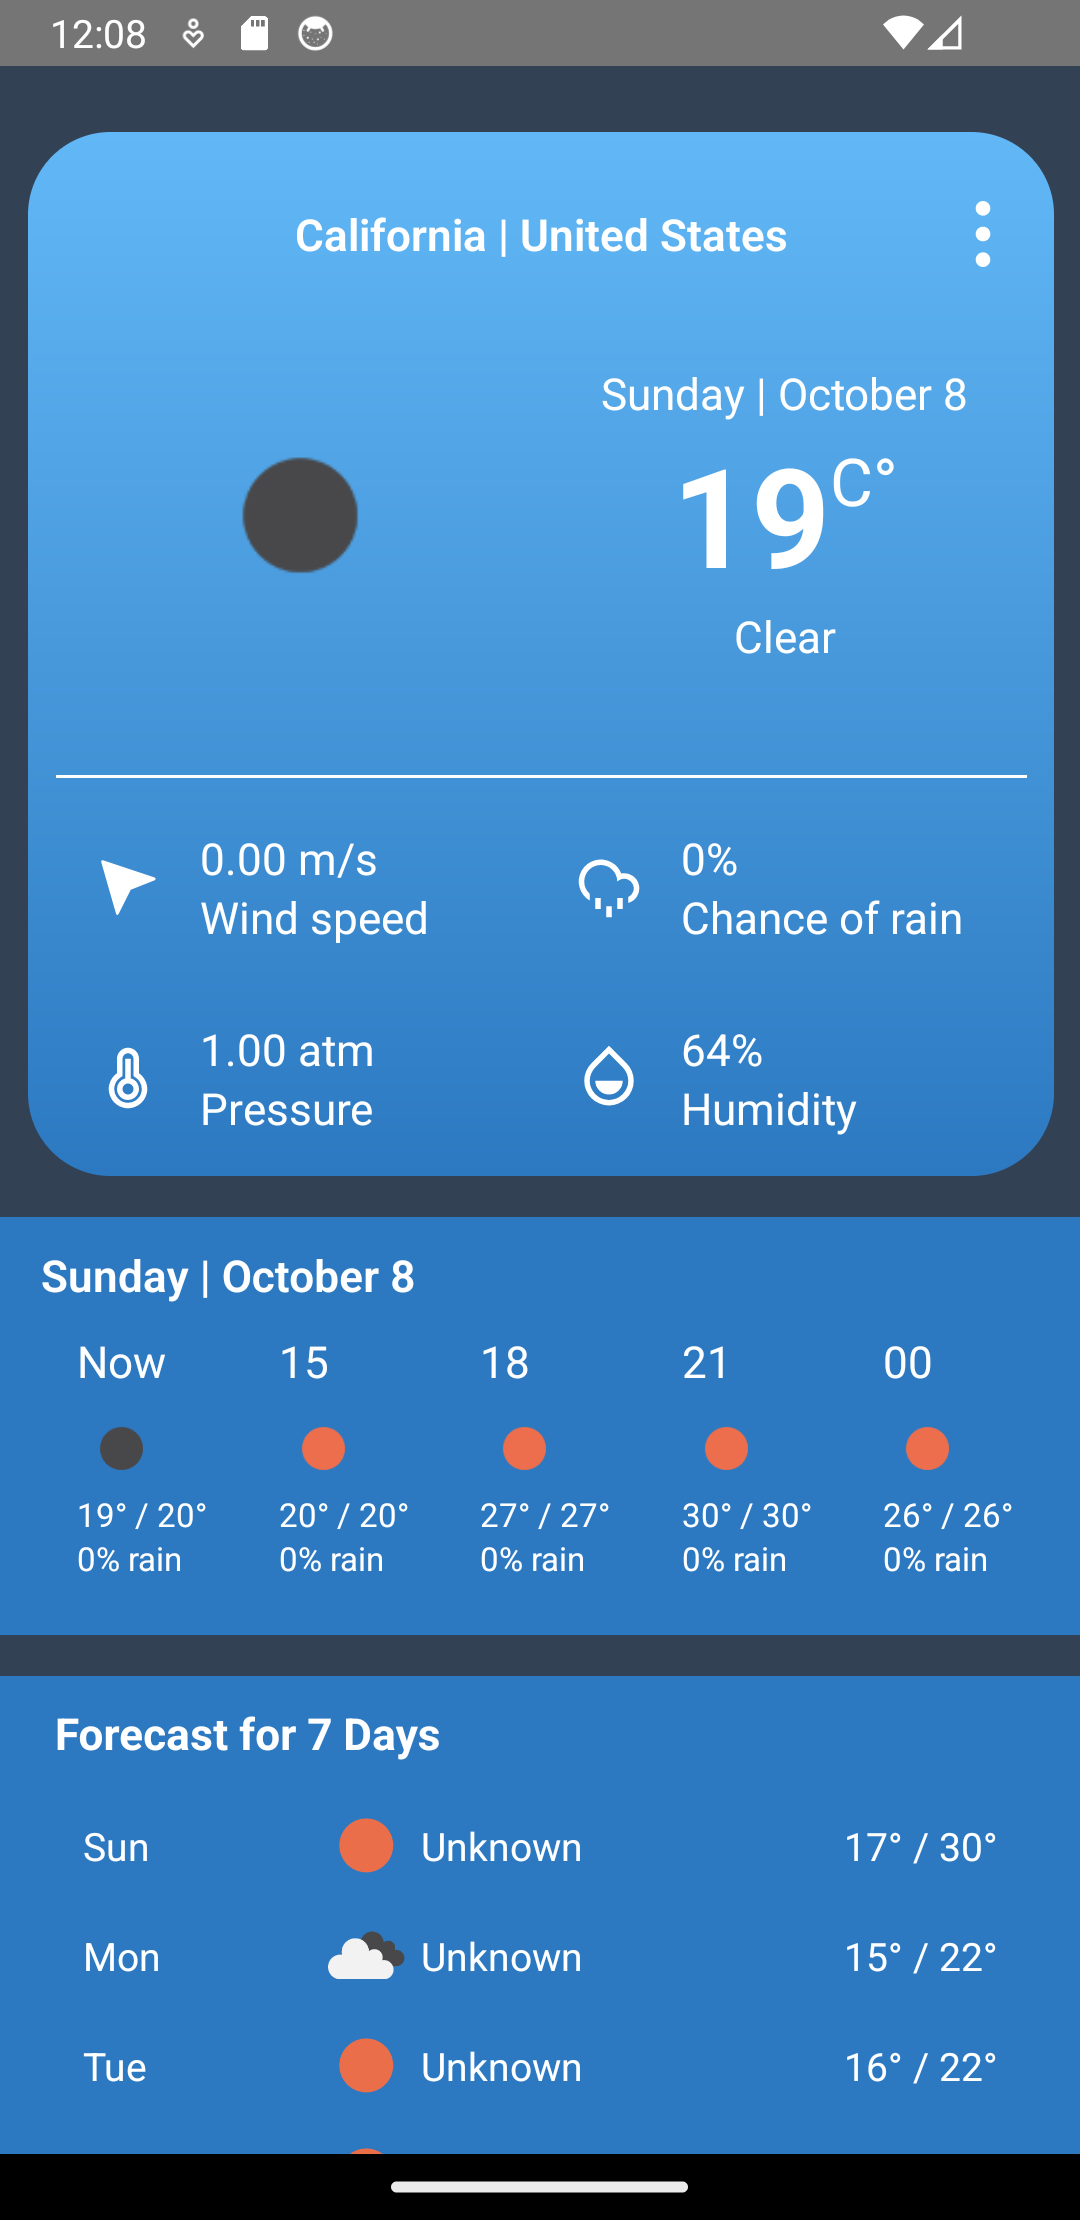 12:08
California | United States
Sunday | October 8
19 C°
Clear
0.00 m/s
Wind speed
0%
Chance of rain
1.00 atm
Pressure
64%
Humidity
Sunday | October 8
Now 15 18 21 00
19° / 20° 20° / 20° 27° / 27° 30° / 30° 26° / 26°
0% rain 0% rain 0% rain 0% rain 0% rain
Forecast for 7 Days
Sun Unknown 17° / 30°
Mon Unknown 15° / 22°
Tue Unknown 16° / 22°